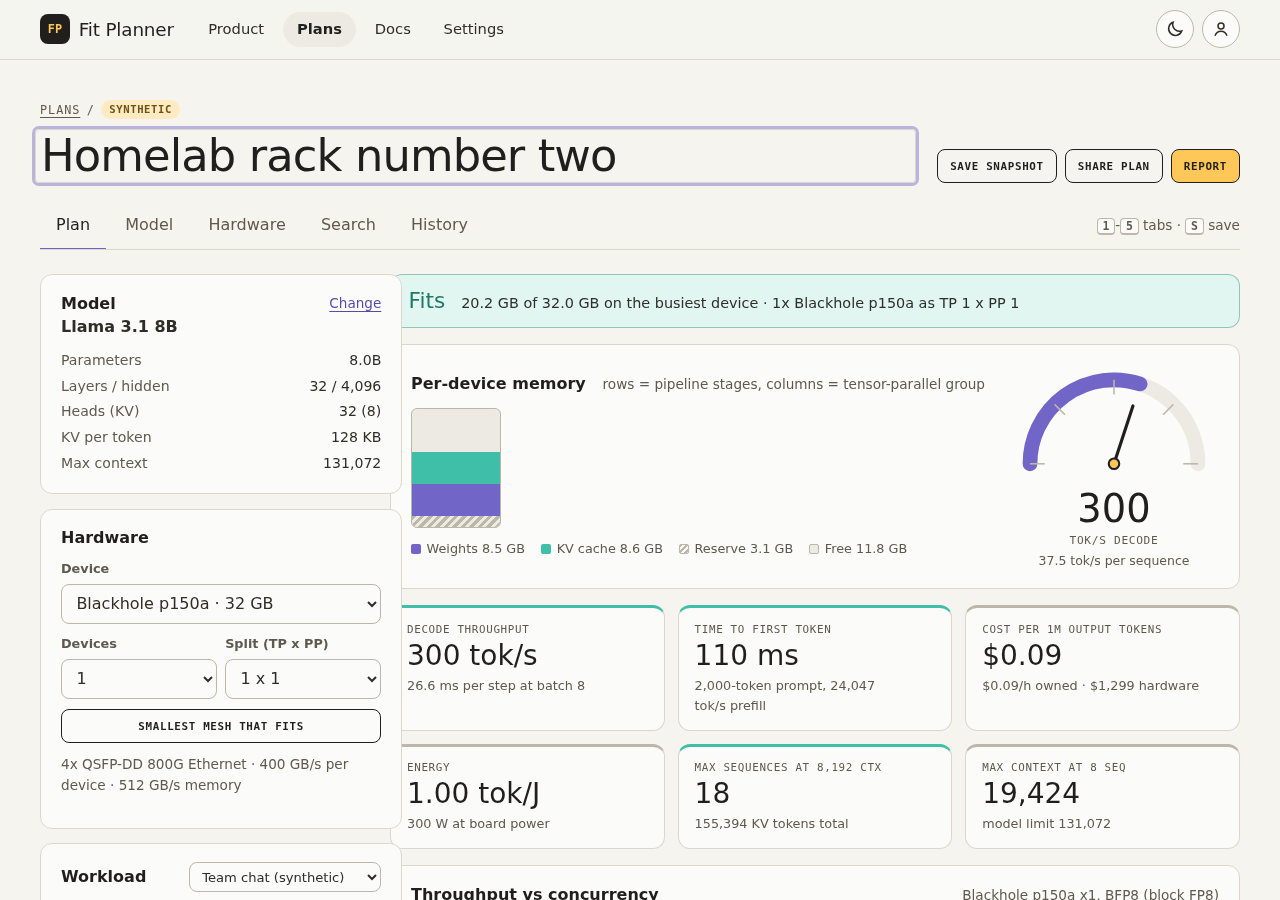 FP Fit Planner Product Plans Docs Settings
PLANS / SYNTHETIC
Homelab rack number two
SAVE SNAPSHOT SHARE PLAN REPORT
Plan Model Hardware Search History
1-5 tabs · S save
Model Change
Llama 3.1 8B
Parameters 8.0B
Layers / hidden 32 / 4,096
Heads (KV) 32 (8)
KV per token 128 KB
Max context 131,072
Hardware
Device
Blackhole p150a · 32 GB
Devices Split (TP x PP)
1 1 x 1
SMALLEST MESH THAT FITS
4x QSFP-DD 800G Ethernet · 400 GB/s per
device · 512 GB/s memory
Workload Team chat (synthetic)
Fits 20.2 GB of 32.0 GB on the busiest device · 1x Blackhole p150a as TP 1 x PP 1
Per-device memory rows = pipeline stages, columns = tensor-parallel group
Weights 8.5 GB KV cache 8.6 GB Reserve 3.1 GB Free 11.8 GB
300
TOK/S DECODE
37.5 tok/s per sequence
DECODE THROUGHPUT
300 tok/s
26.6 ms per step at batch 8
TIME TO FIRST TOKEN
110 ms
2,000-token prompt, 24,047
tok/s prefill
COST PER 1M OUTPUT TOKENS
$0.09
$0.09/h owned · $1,299 hardware
ENERGY
1.00 tok/J
300 W at board power
MAX SEQUENCES AT 8,192 CTX
18
155,394 KV tokens total
MAX CONTEXT AT 8 SEQ
19,424
model limit 131,072
Throughput vs concurrency Blackhole p150a x1, BFP8 (block FP8)